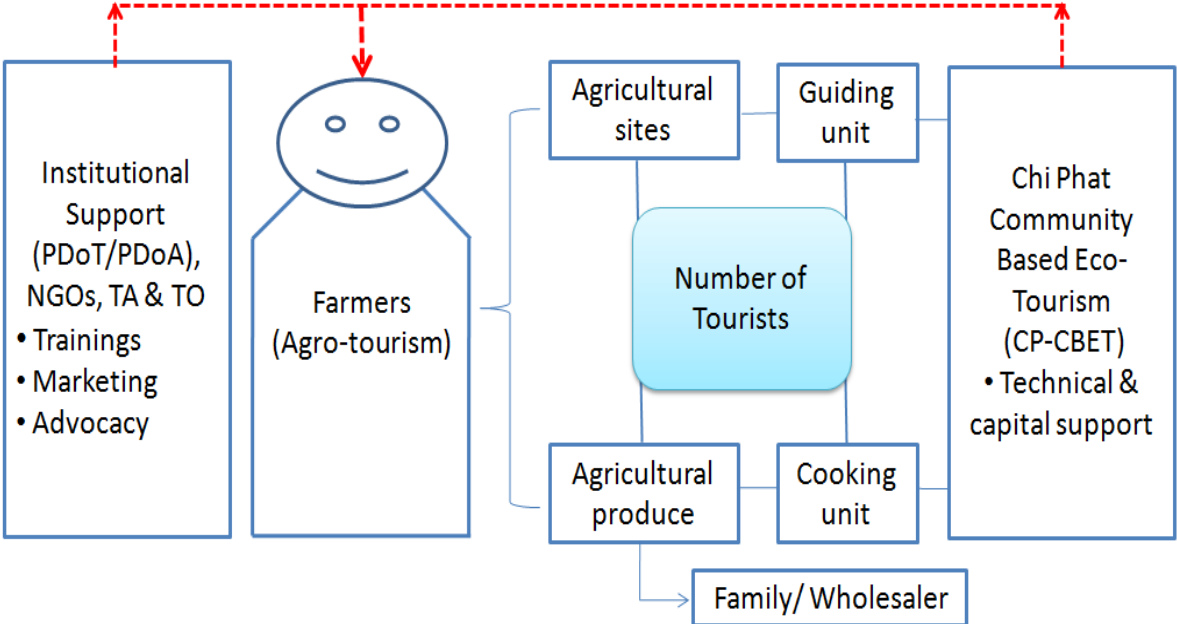 Institutional
Support
(PDoT/PDoA),
NGOs, TA & TO
• Trainings
• Marketing
• Advocacy
Farmers
(Agro-tourism)
Agricultural
sites
Guiding
unit
Number of
Tourists
Agricultural
produce
Cooking
unit
Family/ Wholesaler
Chi Phat
Community
Based Eco-
Tourism
(CP-CBET)
• Technical &
capital support